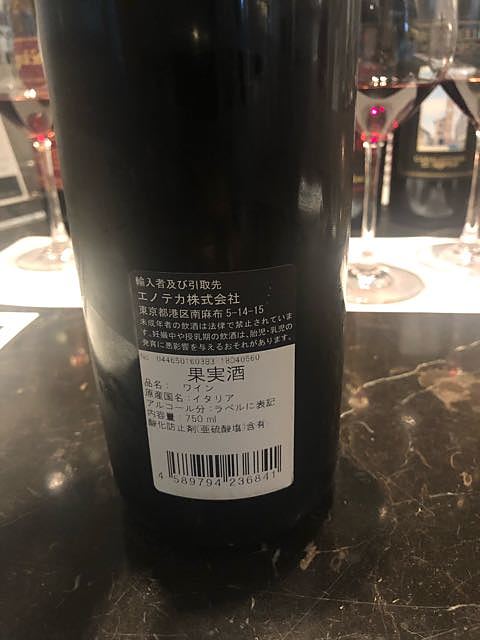 輸入者及び引取先
エノテカ株式会社
東京都港区南麻布 5-14-15
未成年者の飲酒は法律で禁止されていま
す。妊娠中や授乳期の飲酒は、胎児・乳児の
発育に悪影響を与えるおそれがあります。
No 044650160383 18040560
果実酒
品名： ワイン
原産国名：イタリア
アルコール分：ラベルに表記
内容量： 750 ml
酸化防止剤(亜硫酸塩)含有
4 589794 236841